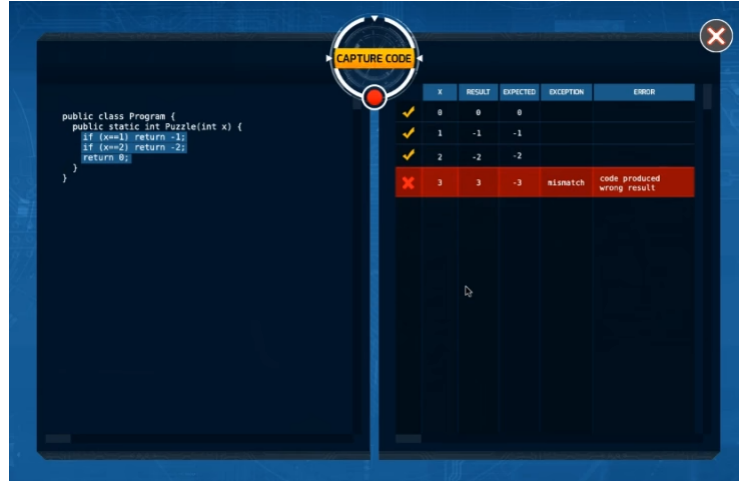 CAPTURE CODE
public class Program {
public static int Puzzle(int x) {
if (x==1) return -1;
if (x==2) return -2;
return 0;
}
}
X RESULT EXPECTED EXCEPTION ERROR
0 0 0
1 -1 -1
2 -2 -2
3 3 -3 mismatch code produced
wrong result